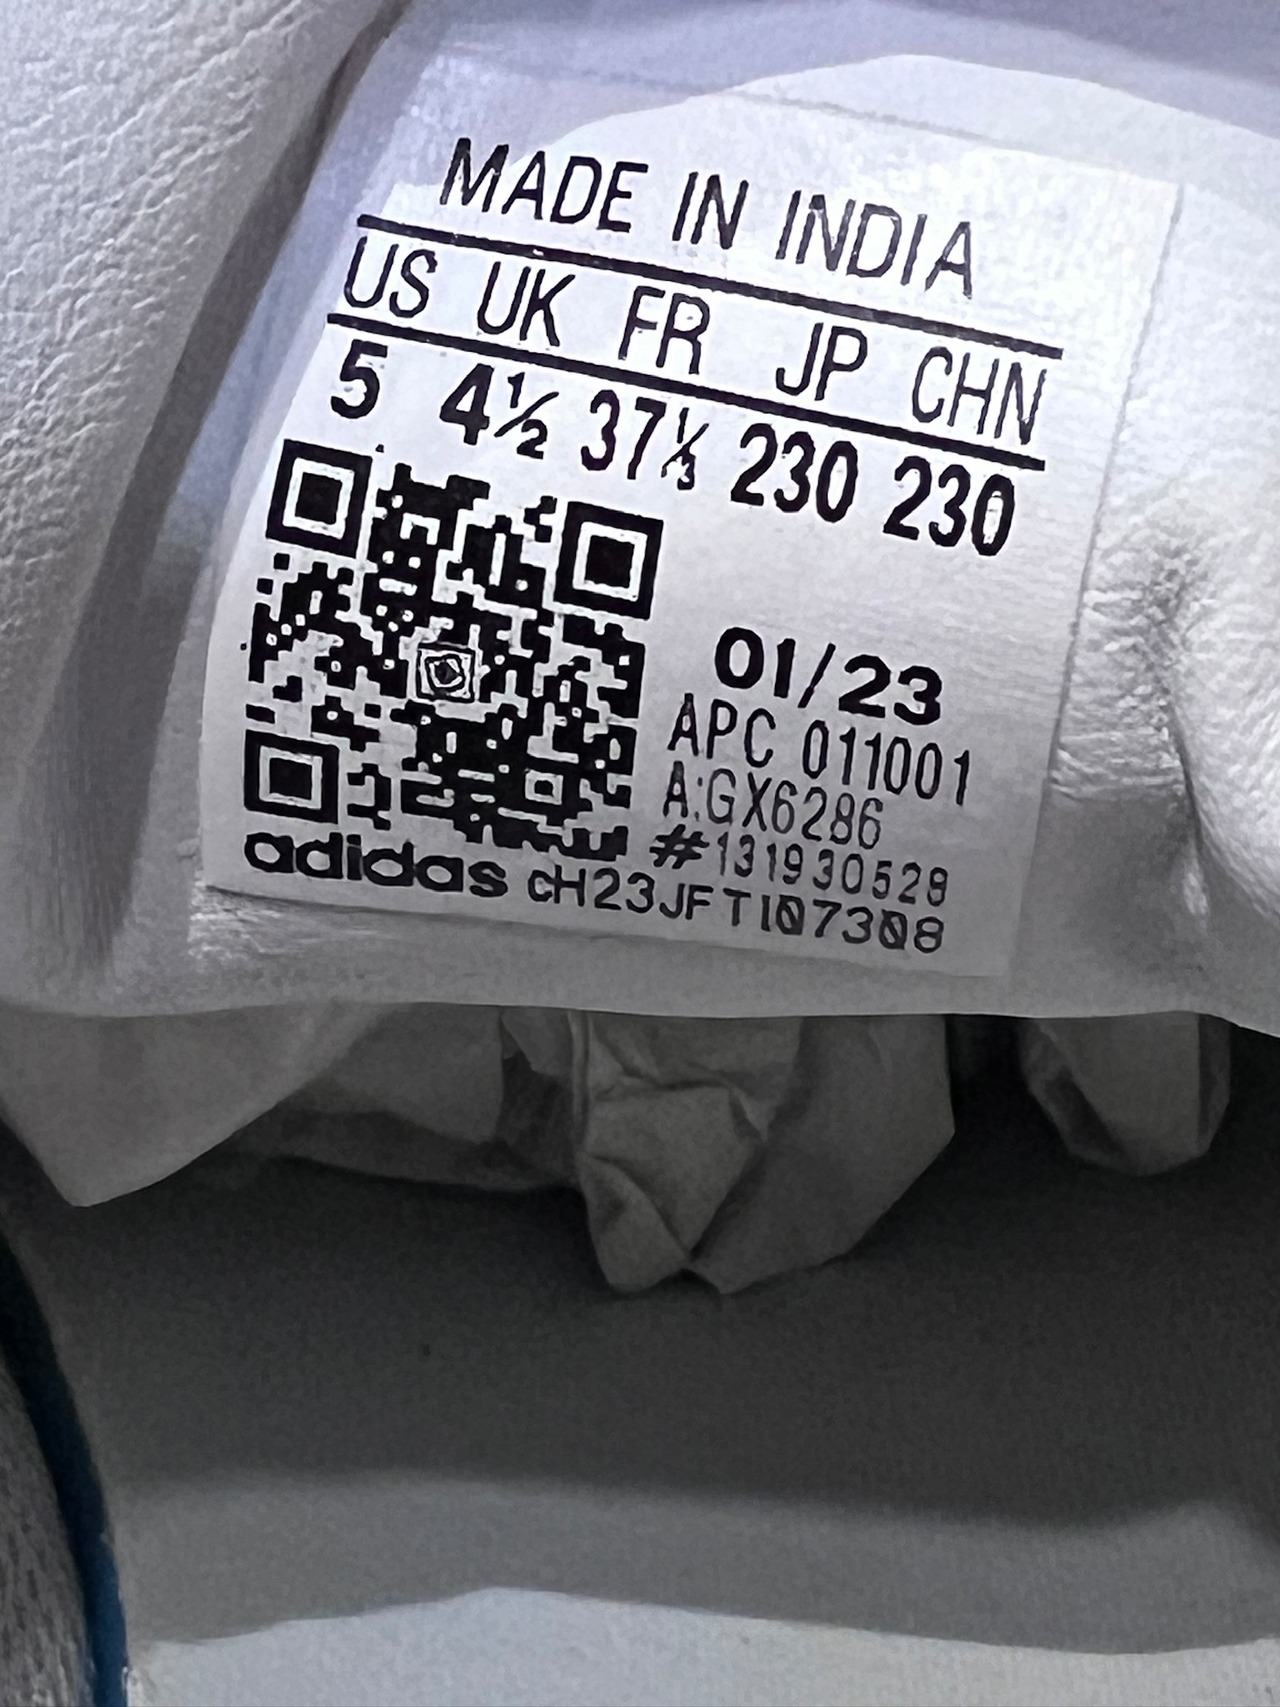 MADE IN INDIA
US UK FR JP CHN
5 4½ 37⅓ 230 230
01/23
APC 011001
A:GX6286
#131930528
adidas cH23JFTI07308